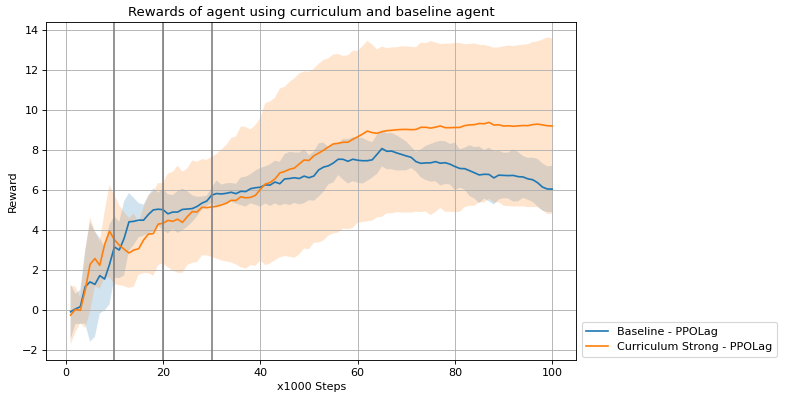 Rewards of agent using curriculum and baseline agent
14
12
10
8
6
4
2
0
−2
Reward
0 20 40 60 80 100
x1000 Steps
Baseline - PPOLag
Curriculum Strong - PPOLag